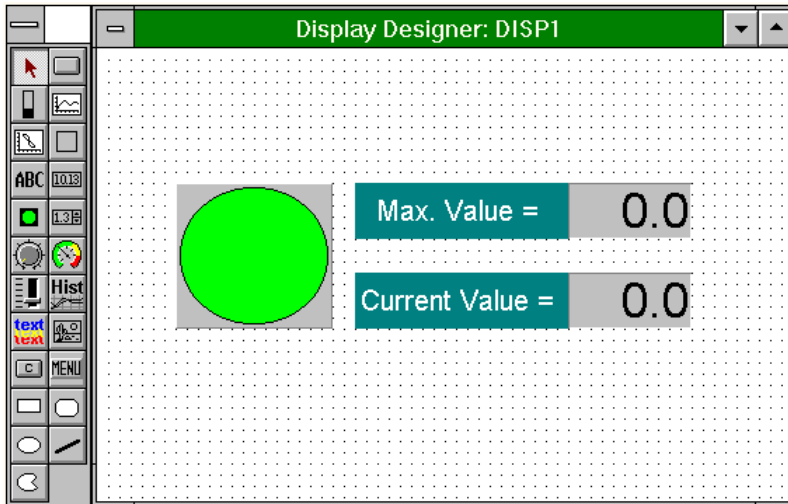 Display Designer: DISP1
ABC
10.13
1.3
Hist
text
text
C
MENU
Max. Value =
0.0
Current Value =
0.0